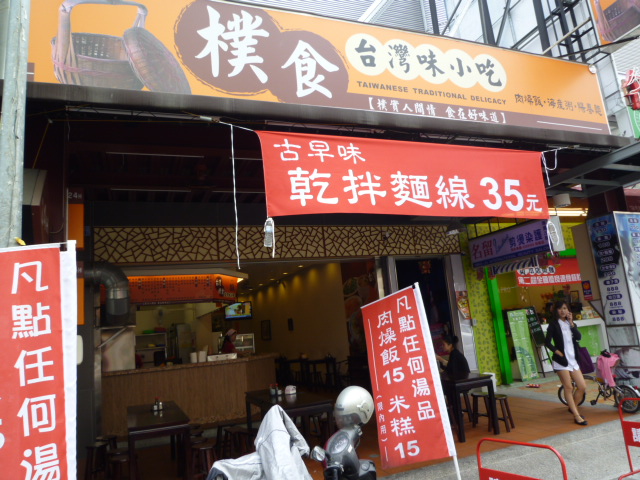 樸食
台灣味小吃
TAIWANESE TRADITIONAL DELICACY
【樸實人間情 食在好味道】
肉燥飯・海產粥・
古早味
乾拌麵線 35元
凡點任何湯品
肉燥飯15 米糕15
(限內用)
凡點任何湯
名留